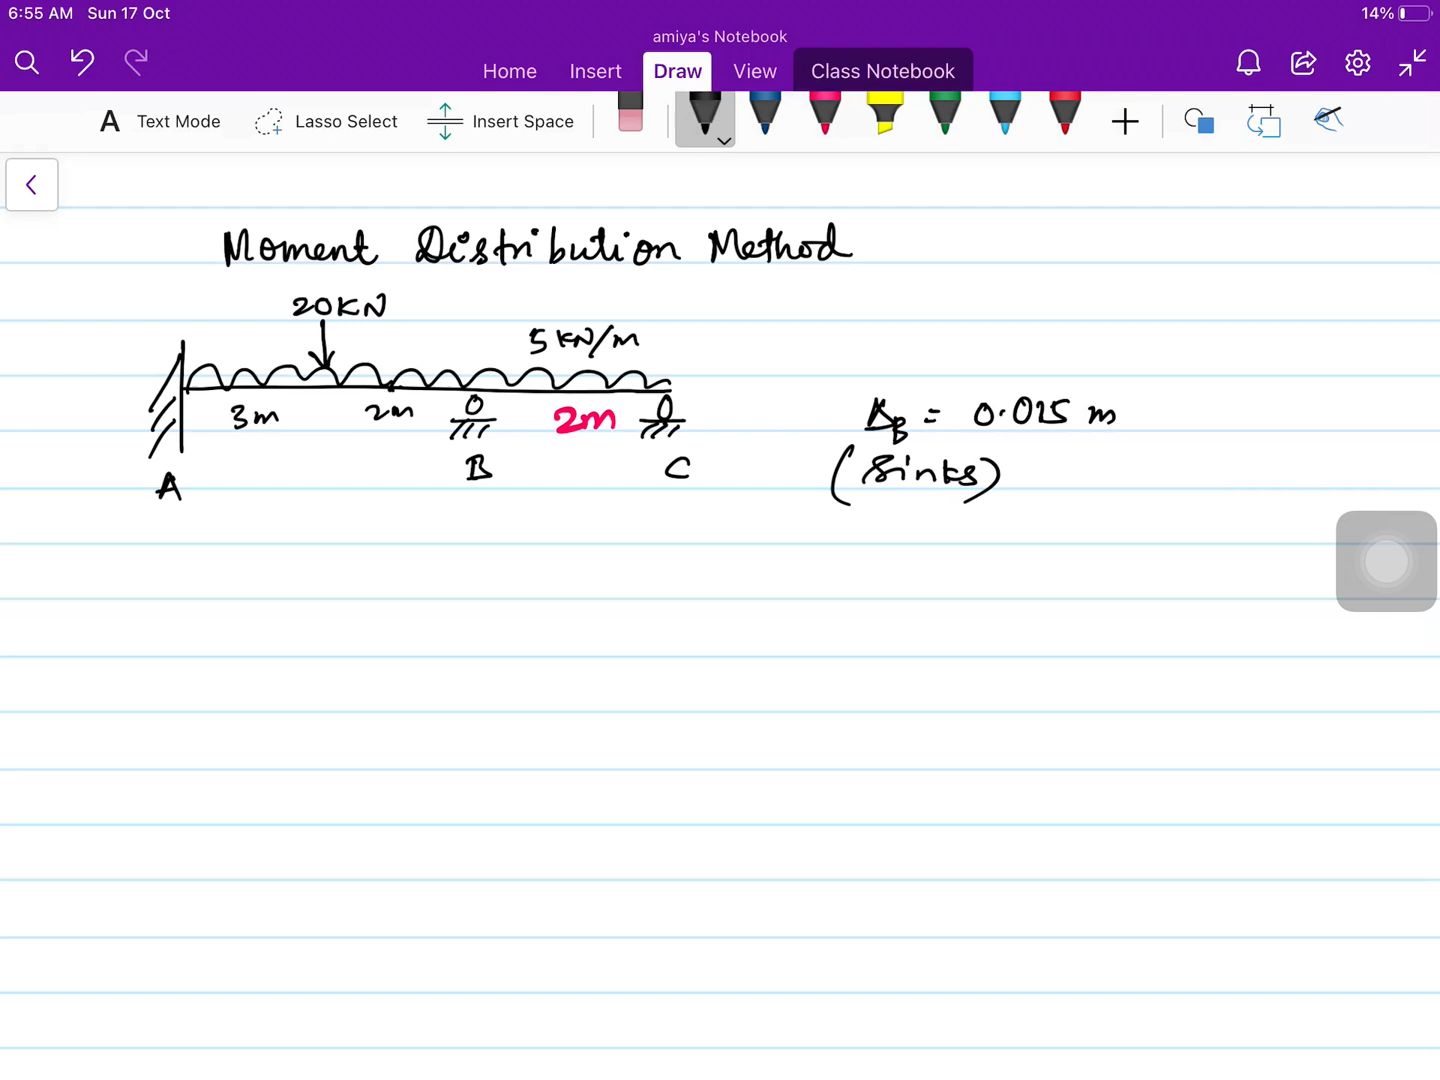 6:55 AM Sun 17 Oct 14%
amiya's Notebook
Home Insert Draw View Class Notebook
A Text Mode Lasso Select Insert Space
Moment Distribution Method
20KN
5 KN/m
3m 2m 2m
A B C
Δ_B = 0.015 m
(Sinks)